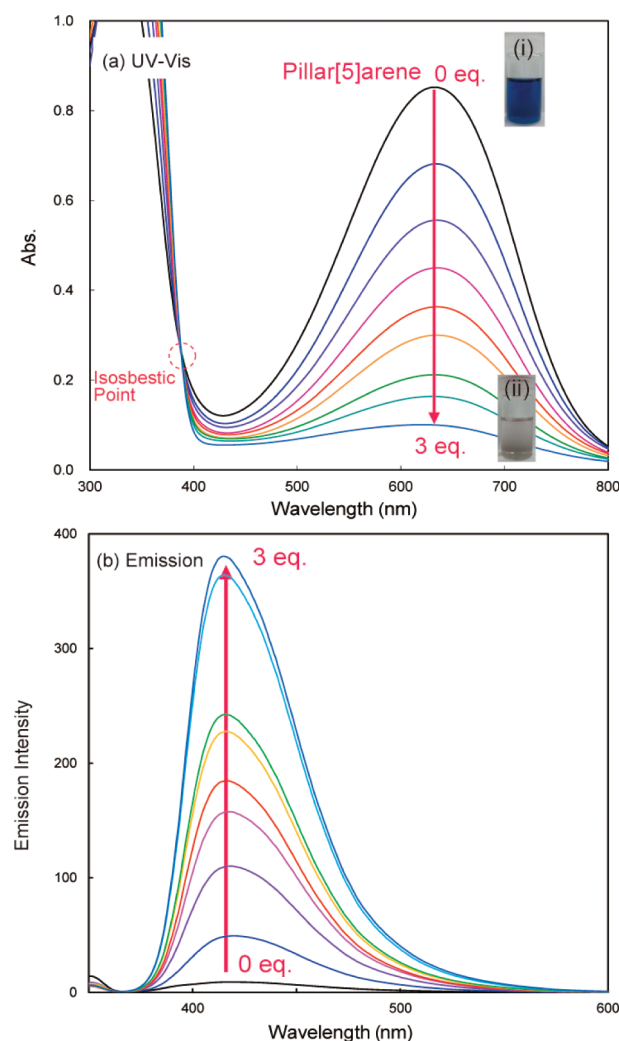 1.0
(a) UV-Vis
Pillar[5]arene 0 eq.
(i)
0.8
0.6
Abs.
0.4
Isosbestic
Point
(ii)
0.2
3 eq.
0.0
300 400 500 600 700 800
Wavelength (nm)
400
(b) Emission
3 eq.
300
200
Emission Intensity
100
0 eq.
0
400 500 600
Wavelength (nm)